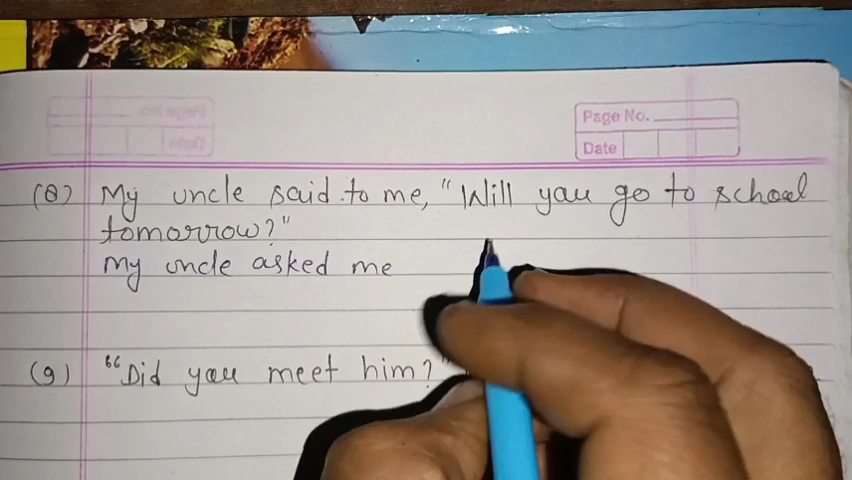 Page No.
Date
(8) My uncle said to me, "Will you go to school
tomorrow?"
My uncle asked me
(9) "Did you meet him?"